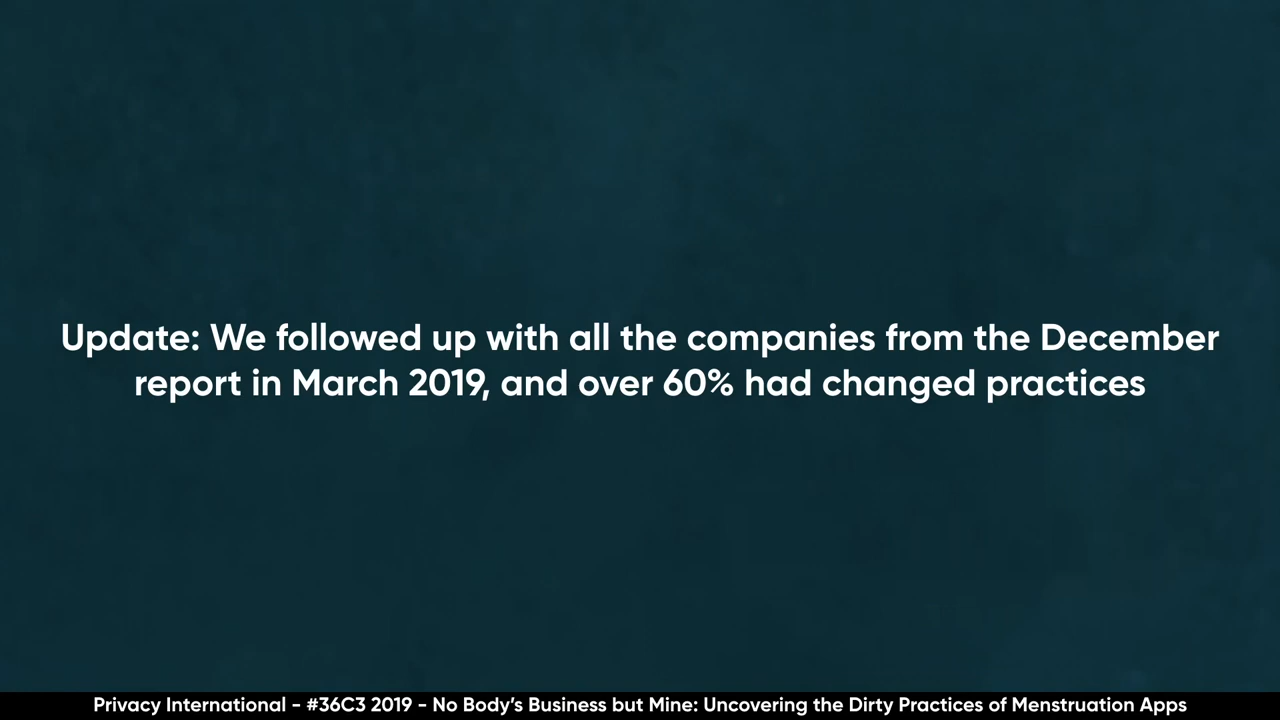 Update: We followed up with all the companies from the December
report in March 2019, and over 60% had changed practices
Privacy International - #36C3 2019 - No Body's Business but Mine: Uncovering the Dirty Practices of Menstruation Apps